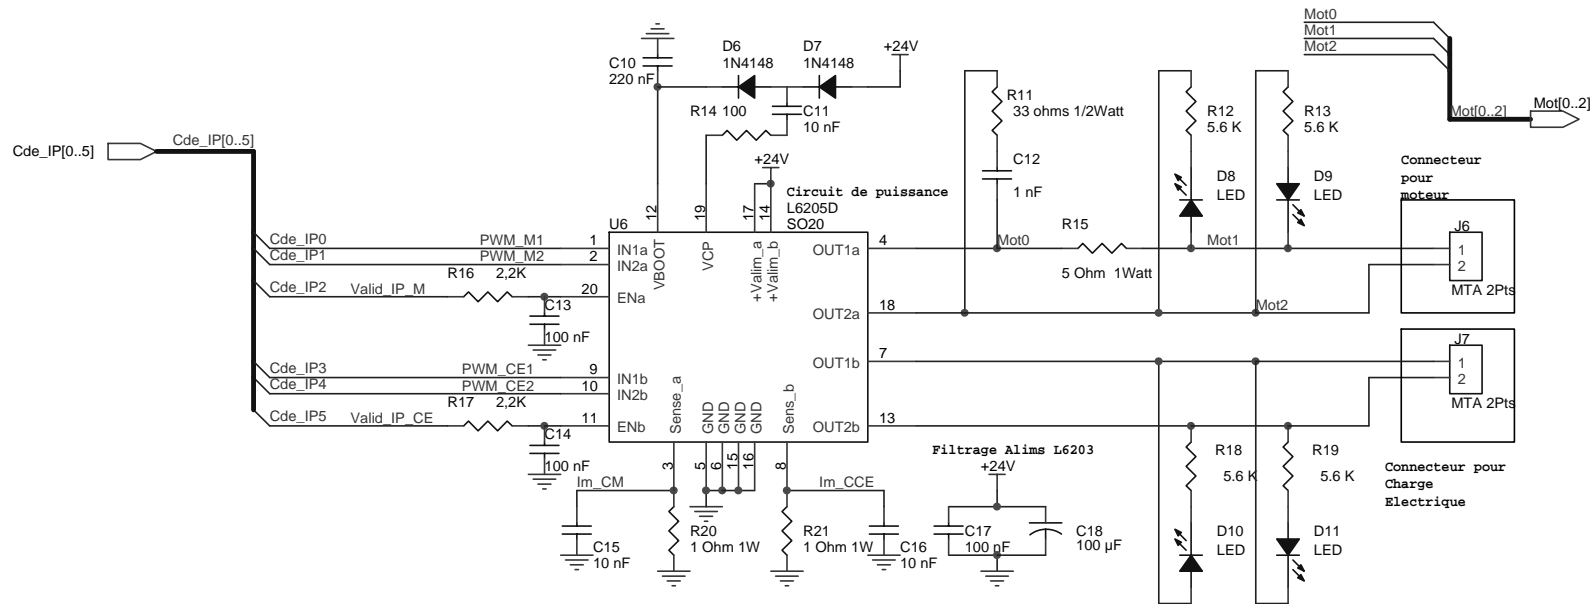 Mot0
Mot1
Mot2
Mot[0..2]
Mot[0..2]
D6
1N4148
D7
1N4148
+24V
C10
220 nF
R14 100
C11
10 nF
R11
33 ohms 1/2Watt
R12
5.6 K
R13
5.6 K
Cde_IP[0..5]
Cde_IP[0..5]
+24V
C12
1 nF
D8
LED
D9
LED
Connecteur
pour
moteur
Circuit de puissance
L6205D
SO20
U6
12
19
17
14
Cde_IP0
PWM_M1
1
IN1a
Cde_IP1
PWM_M2
2
IN2a
VBOOT
VCP
+Valim_a
+Valim_b
OUT1a
4
Mot0
R15
5 Ohm 1Watt
Mot1
J6
1
2
MTA 2Pts
R16 2,2K
Cde_IP2
Valid_IP_M
20
ENa
C13
100 nF
OUT2a
18
Mot2
Cde_IP3
PWM_CE1
9
IN1b
Cde_IP4
PWM_CE2
10
IN2b
OUT1b
7
J7
1
2
MTA 2Pts
R17 2,2K
Cde_IP5
Valid_IP_CE
11
ENb
C14
100 nF
Sense_a
GND
GND
GND
GND
Sens_b
OUT2b
13
3
5
6
15
16
8
Filtrage Alims L6203
+24V
R18
5.6 K
R19
5.6 K
Connecteur pour
Charge
Electrique
Im_CM
Im_CCE
C15
10 nF
R20
1 Ohm 1W
R21
1 Ohm 1W
C16
10 nF
C17
100 nF
C18
100 µF
D10
LED
D11
LED